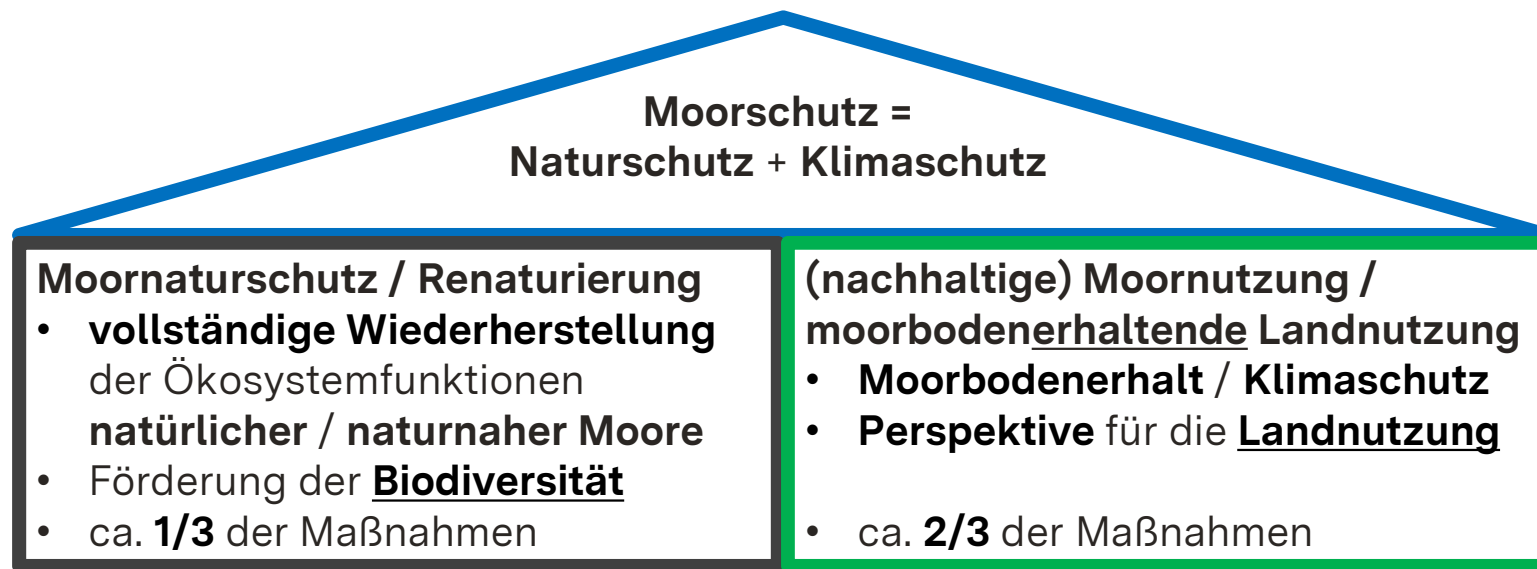 Moorschutz =
Naturschutz + Klimaschutz
Moornaturschutz / Renaturierung
• vollständige Wiederherstellung
der Ökosystemfunktionen
natürlicher / naturnaher Moore
• Förderung der Biodiversität
• ca. 1/3 der Maßnahmen
(nachhaltige) Moornutzung /
moorbodenerhaltende Landnutzung
• Moorbodenerhalt / Klimaschutz
• Perspektive für die Landnutzung
• ca. 2/3 der Maßnahmen